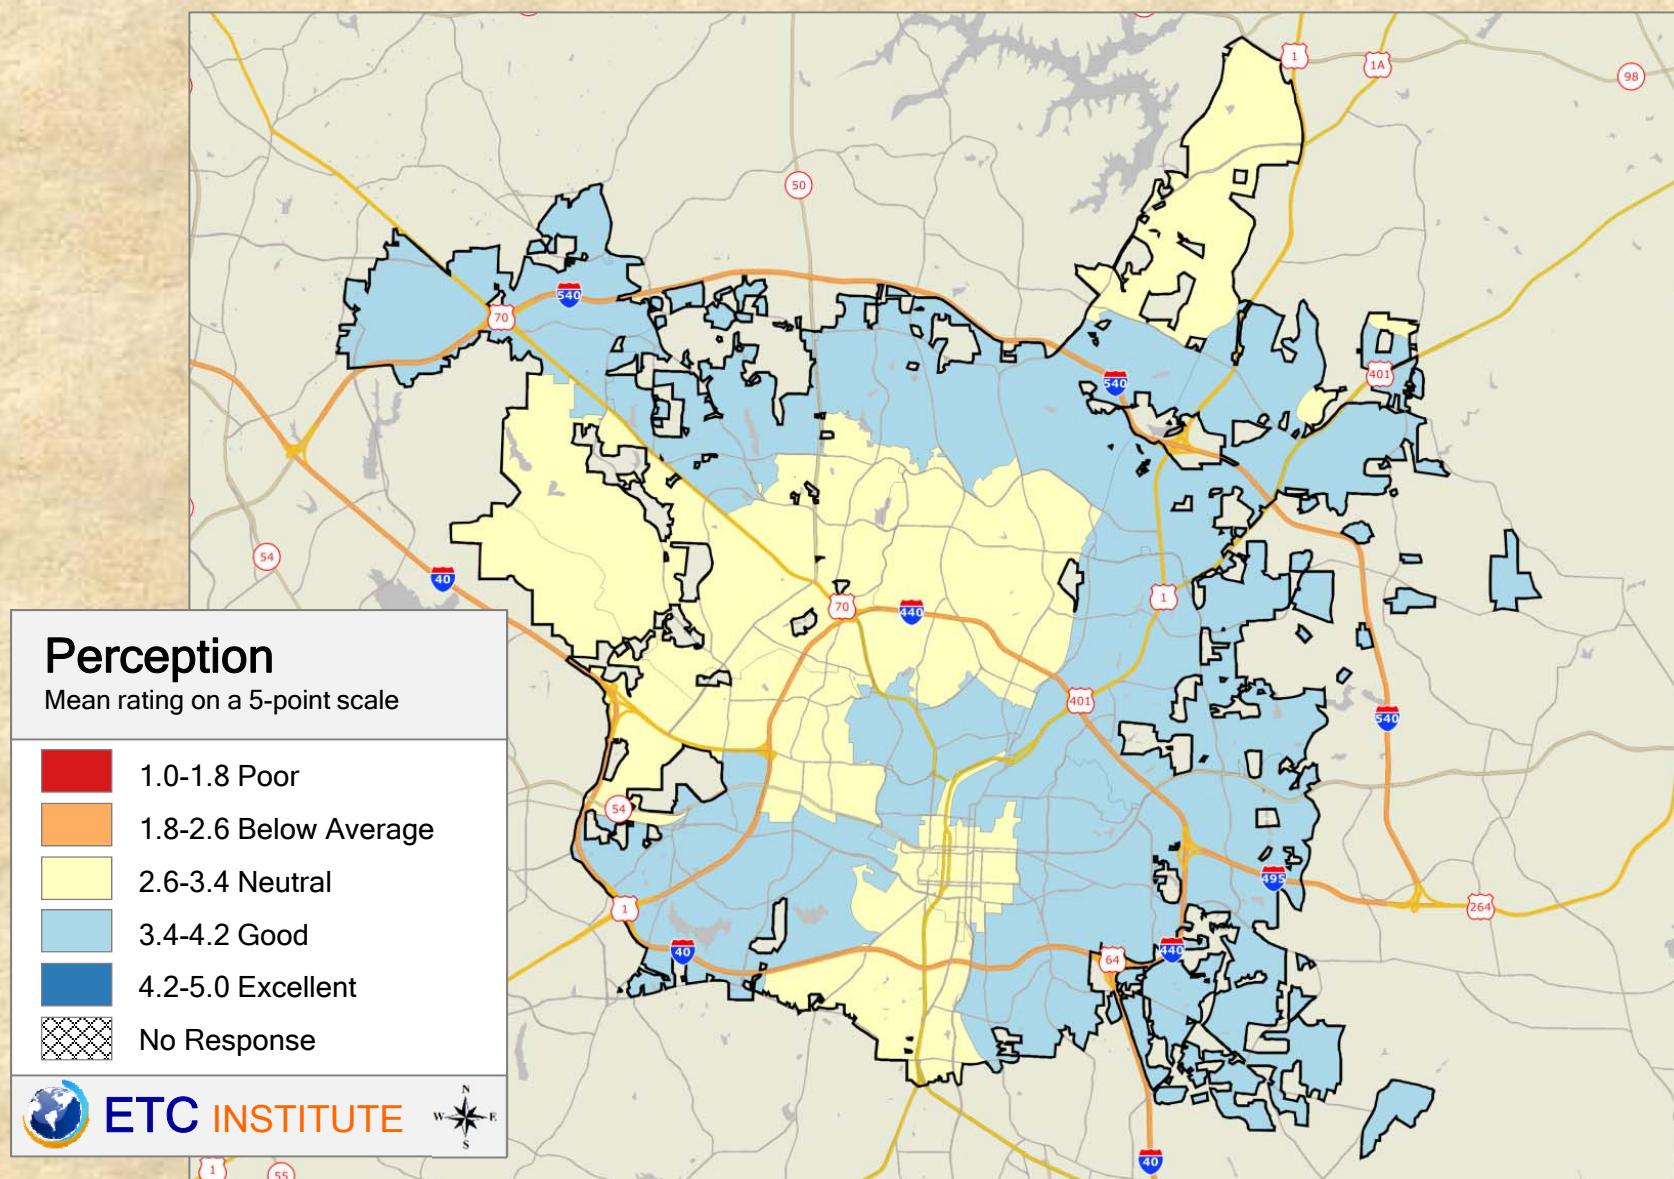 1
1A
98
50
540
70
401
540
54
40
1
70
440
401
540
Perception
Mean rating on a 5-point scale
1.0-1.8 Poor
1.8-2.6 Below Average
2.6-3.4 Neutral
3.4-4.2 Good
4.2-5.0 Excellent
No Response
54
495
1
264
40
440
64
ETC INSTITUTE
N
W
E
S
40
1
55